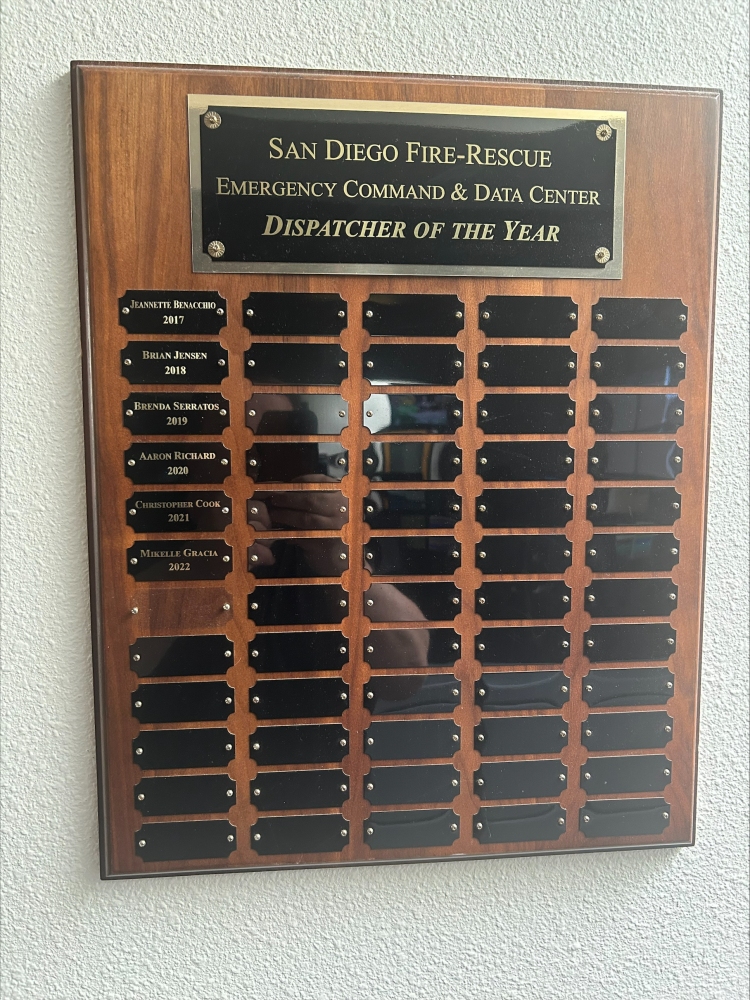 SAN DIEGO FIRE-RESCUE
EMERGENCY COMMAND & DATA CENTER
DISPATCHER OF THE YEAR
JEANNETTE BENACCHIO
2017
BRIAN JENSEN
2018
BRENDA SERRATOS
2019
AARON RICHARD
2020
CHRISTOPHER COOK
2021
MIKELLE GRACIA
2022